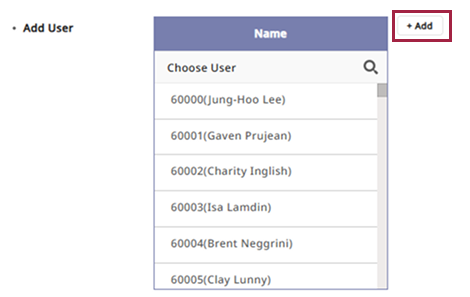 • Add User
Name
+ Add
Choose User
60000(Jung-Hoo Lee)
60001(Gaven Prujean)
60002(Charity Inglish)
60003(Isa Lamdin)
60004(Brent Neggrini)
60005(Clay Lunny)